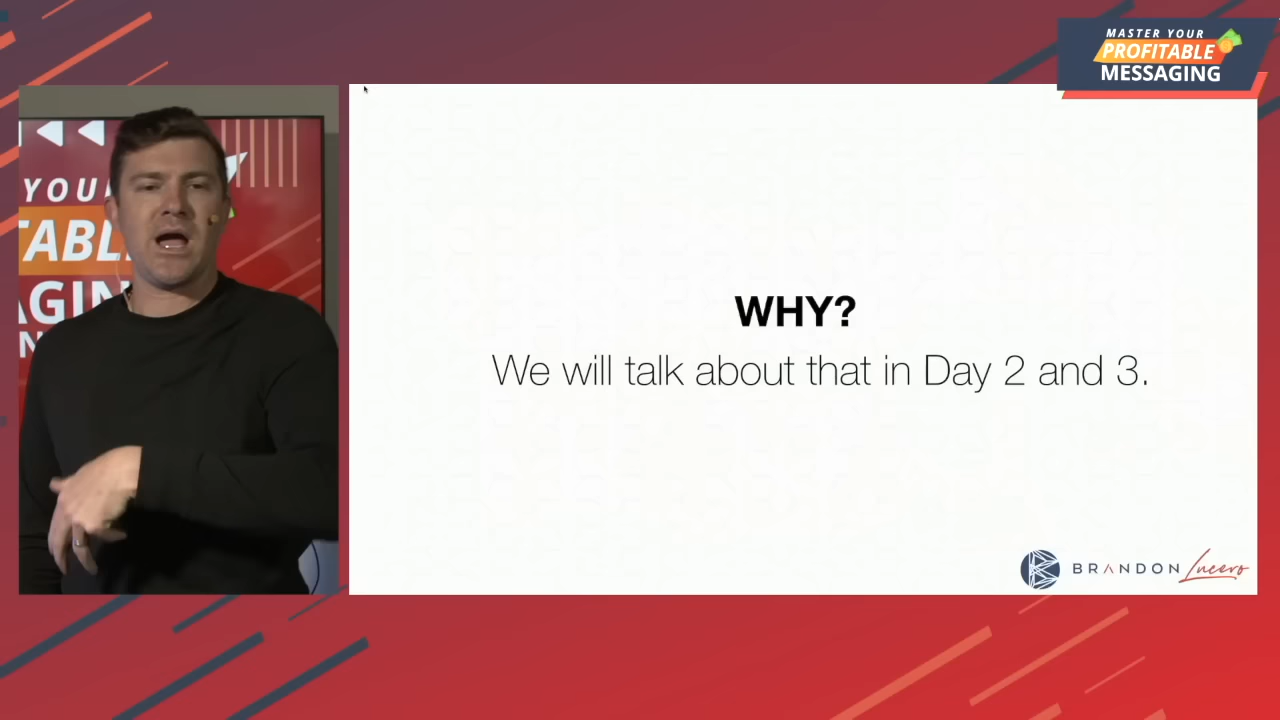 MASTER YOUR
PROFITABLE
MESSAGING
YOU
TABL
AGIN
N
WHY?
We will talk about that in Day 2 and 3.
BRANDON Lucero